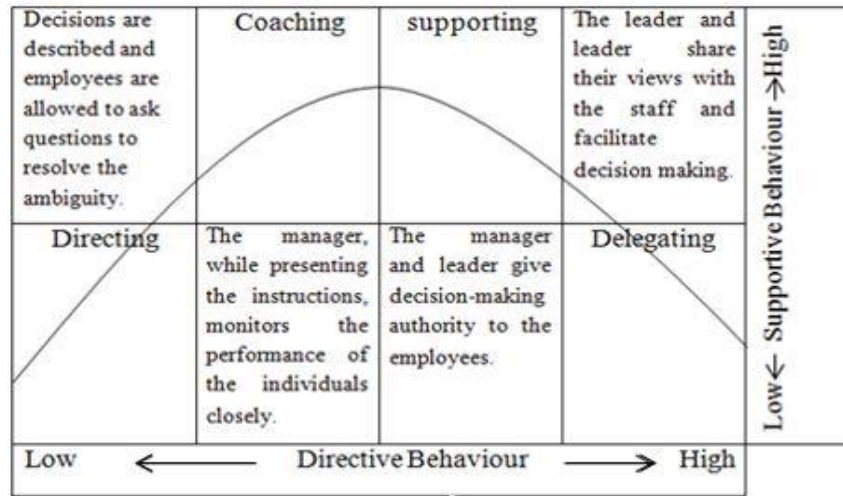 Decisions are
described and
employees are
allowed to ask
questions to
resolve the
ambiguity.
Coaching
supporting
The leader and
leader share
their views with
the staff and
facilitate
decision making.
Directing
The manager,
while presenting
the instructions,
monitors the
performance of
the individuals
closely.
The manager
and leader give
decision-making
authority to the
employees.
Delegating
Low ← Directive Behaviour → High
Low ← Supportive Behaviour → High